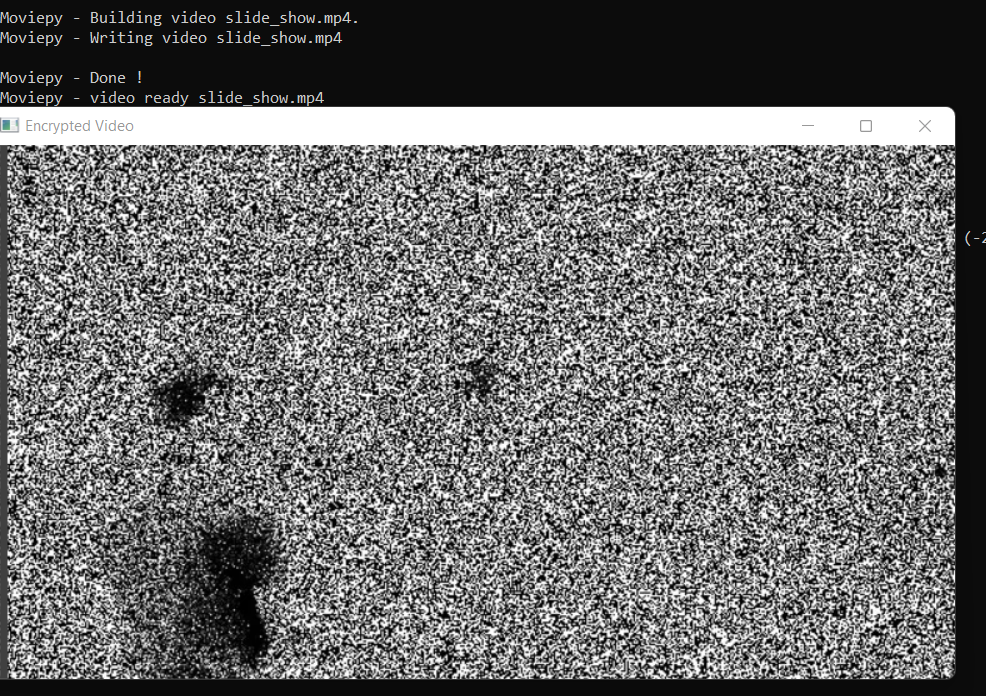 Moviepy - Building video slide_show.mp4.
Moviepy - Writing video slide_show.mp4
Moviepy - Done !
Moviepy - video ready slide_show.mp4
Encrypted Video
(-2